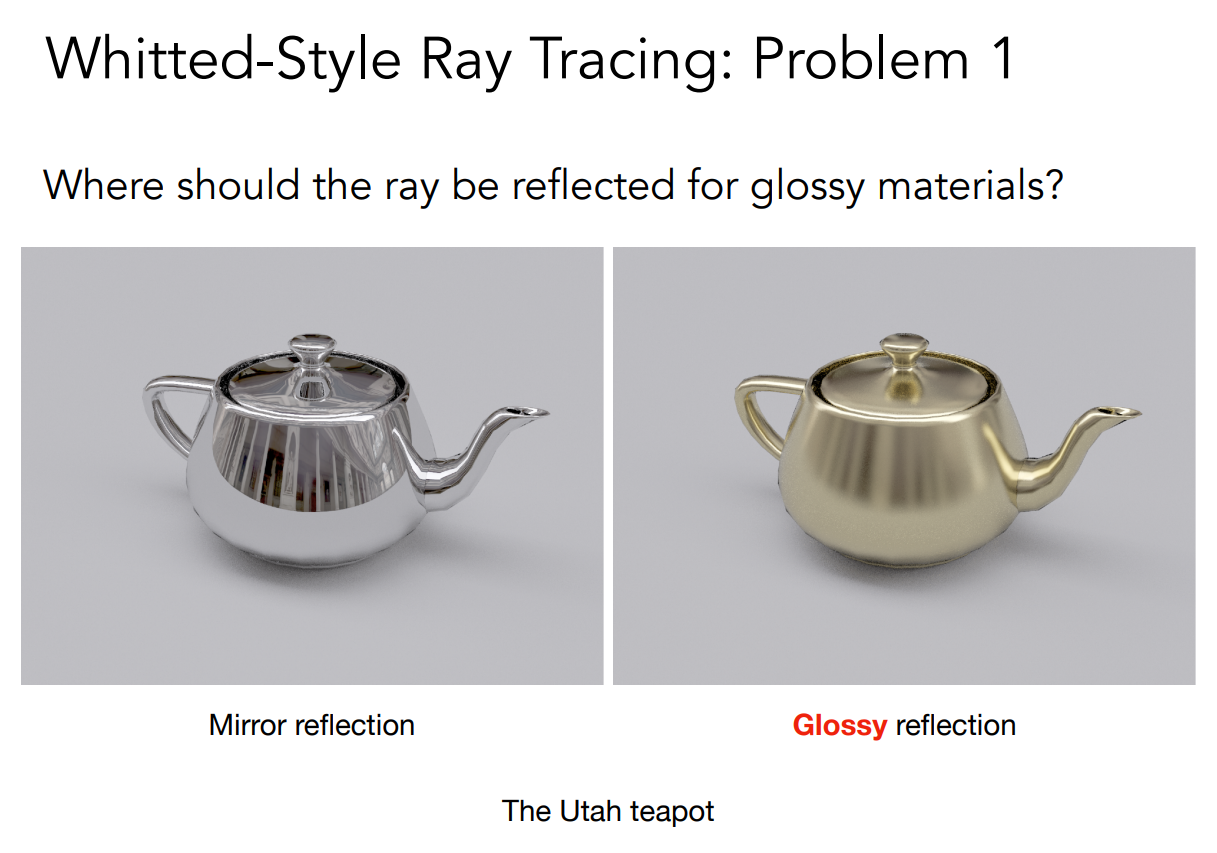 Whitted-Style Ray Tracing: Problem 1
Where should the ray be reflected for glossy materials?
Mirror reflection
Glossy reflection
The Utah teapot